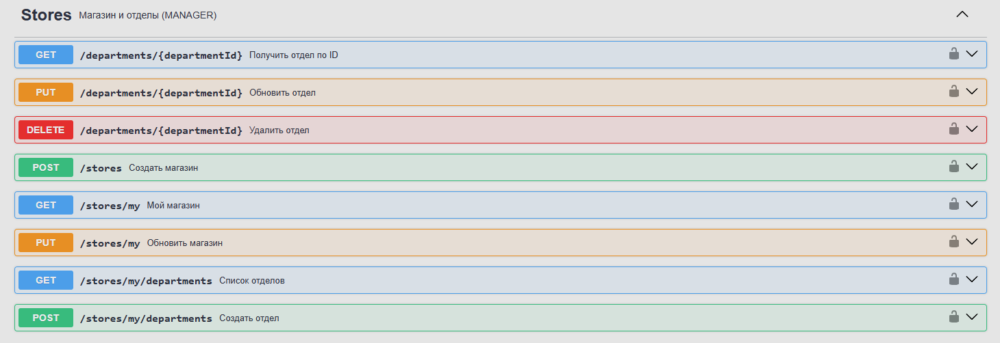 Stores Магазин и отделы (MANAGER)
GET /departments/{departmentId} Получить отдел по ID
PUT /departments/{departmentId} Обновить отдел
DELETE /departments/{departmentId} Удалить отдел
POST /stores Создать магазин
GET /stores/my Мой магазин
PUT /stores/my Обновить магазин
GET /stores/my/departments Список отделов
POST /stores/my/departments Создать отдел